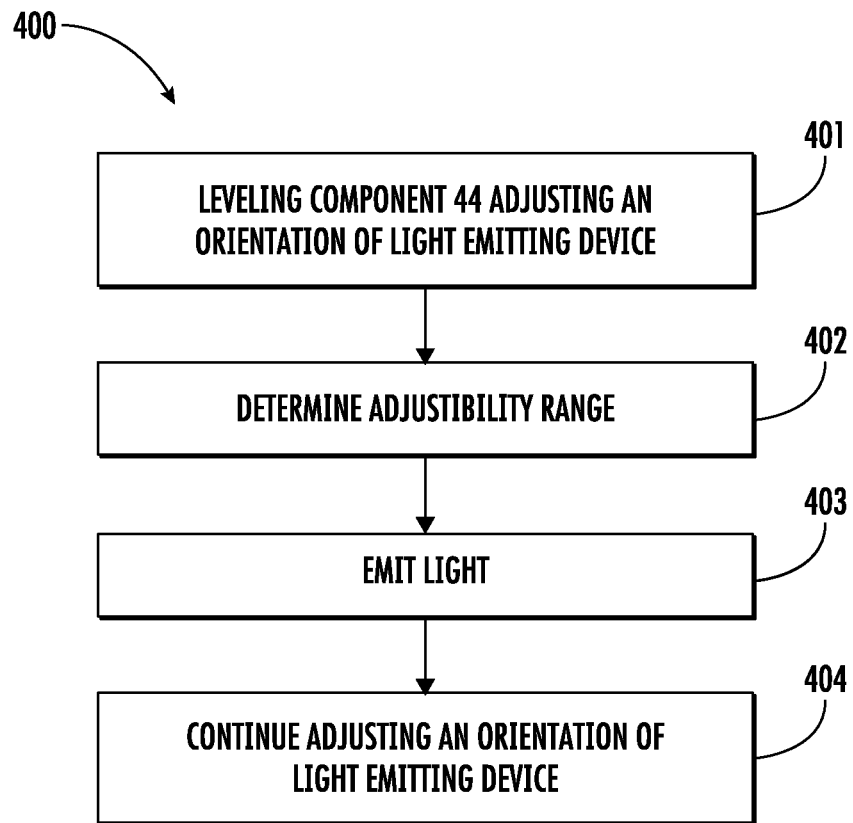 400
401
LEVELING COMPONENT 44 ADJUSTING AN
ORIENTATION OF LIGHT EMITTING DEVICE
402
DETERMINE ADJUSTIBILITY RANGE
403
EMIT LIGHT
404
CONTINUE ADJUSTING AN ORIENTATION OF
LIGHT EMITTING DEVICE